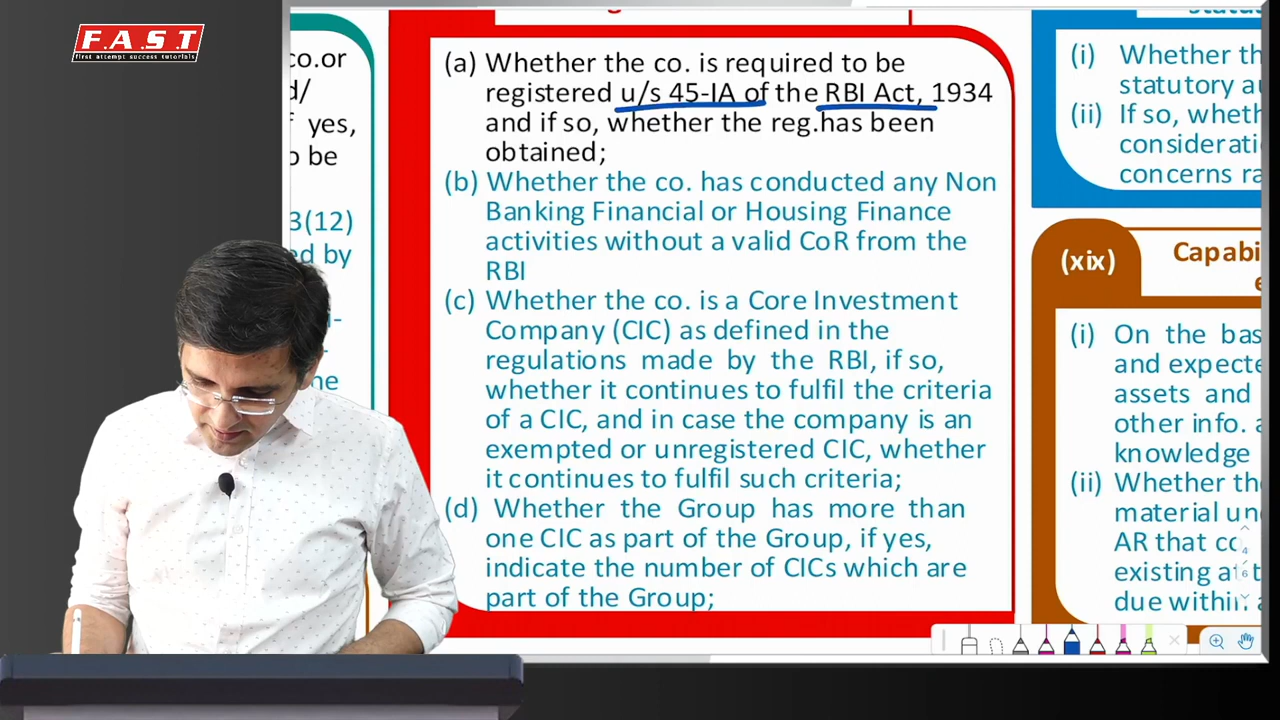 F.A.S.T
first attempt success tutorials
co.or
d/
yes,
be
3(12)
ed by
(a) Whether the co. is required to be
registered u/s 45-IA of the RBI Act, 1934
and if so, whether the reg.has been
obtained;
(b) Whether the co. has conducted any Non
Banking Financial or Housing Finance
activities without a valid CoR from the
RBI
(c) Whether the co. is a Core Investment
Company (CIC) as defined in the
regulations made by the RBI, if so,
whether it continues to fulfil the criteria
of a CIC, and in case the company is an
exempted or unregistered CIC, whether
it continues to fulfil such criteria;
(d) Whether the Group has more than
one CIC as part of the Group, if yes,
indicate the number of CICs which are
part of the Group;
(i) Whether th
statutory au
(ii) If so, wheth
considerati
concerns ra
(xix)
Capabi
(i) On the bas
and expecte
assets and
other info. a
knowledge
(ii) Whether the
material un
AR that co
existing at
due within